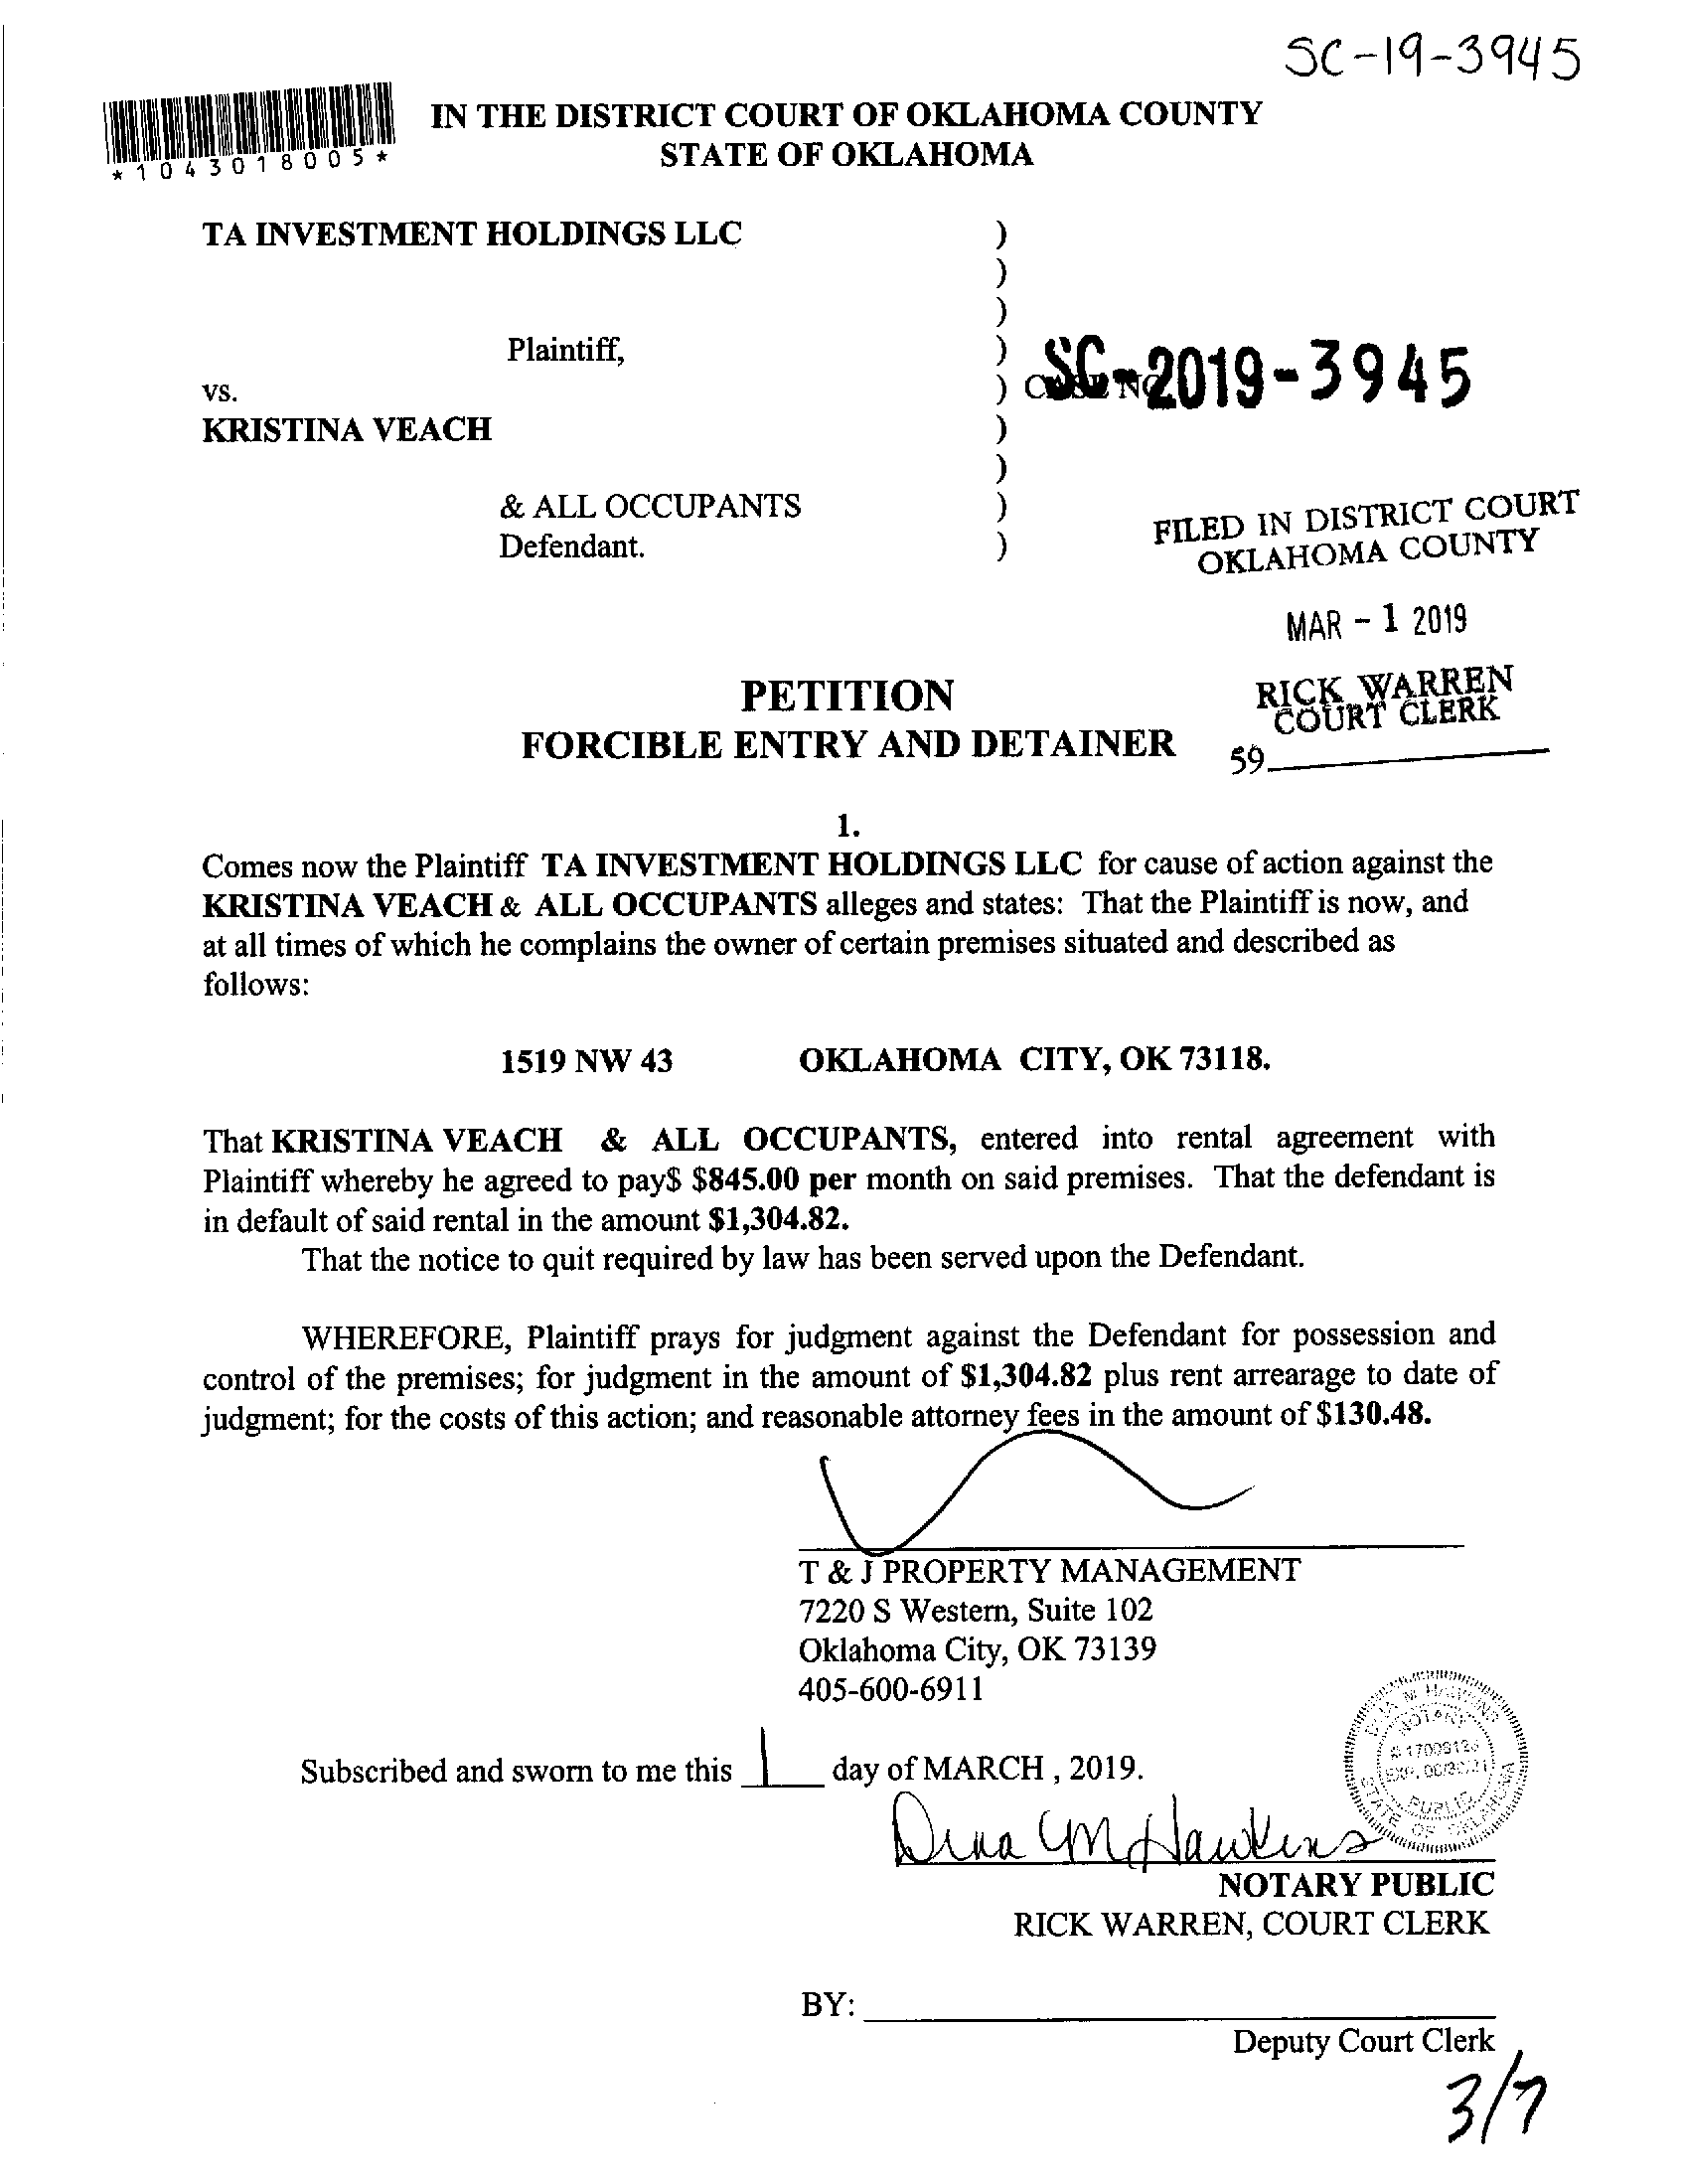 SC-19-3945
*1043018005*
IN THE DISTRICT COURT OF OKLAHOMA COUNTY
STATE OF OKLAHOMA
TA INVESTMENT HOLDINGS LLC )
)
)
Plaintiff, )
vs. ) SC-2019-3945
KRISTINA VEACH )
)
& ALL OCCUPANTS )
Defendant. )
FILED IN DISTRICT COURT
OKLAHOMA COUNTY
MAR - 1 2019
RICK WARREN
COURT CLERK
59
PETITION
FORCIBLE ENTRY AND DETAINER
1.
Comes now the Plaintiff TA INVESTMENT HOLDINGS LLC for cause of action against the
KRISTINA VEACH & ALL OCCUPANTS alleges and states: That the Plaintiff is now, and
at all times of which he complains the owner of certain premises situated and described as
follows:
1519 NW 43 OKLAHOMA CITY, OK 73118.
That KRISTINA VEACH & ALL OCCUPANTS, entered into rental agreement with
Plaintiff whereby he agreed to pay$ $845.00 per month on said premises. That the defendant is
in default of said rental in the amount $1,304.82.
That the notice to quit required by law has been served upon the Defendant.
WHEREFORE, Plaintiff prays for judgment against the Defendant for possession and
control of the premises; for judgment in the amount of $1,304.82 plus rent arrearage to date of
judgment; for the costs of this action; and reasonable attorney fees in the amount of $130.48.
T & J PROPERTY MANAGEMENT
7220 S Western, Suite 102
Oklahoma City, OK 73139
405-600-6911
Subscribed and sworn to me this 1 day of MARCH , 2019.
Dina M Hawkins
NOTARY PUBLIC
STATE OF OKLAHOMA
NOTARY PUBLIC
RICK WARREN, COURT CLERK
BY:
Deputy Court Clerk
3/7